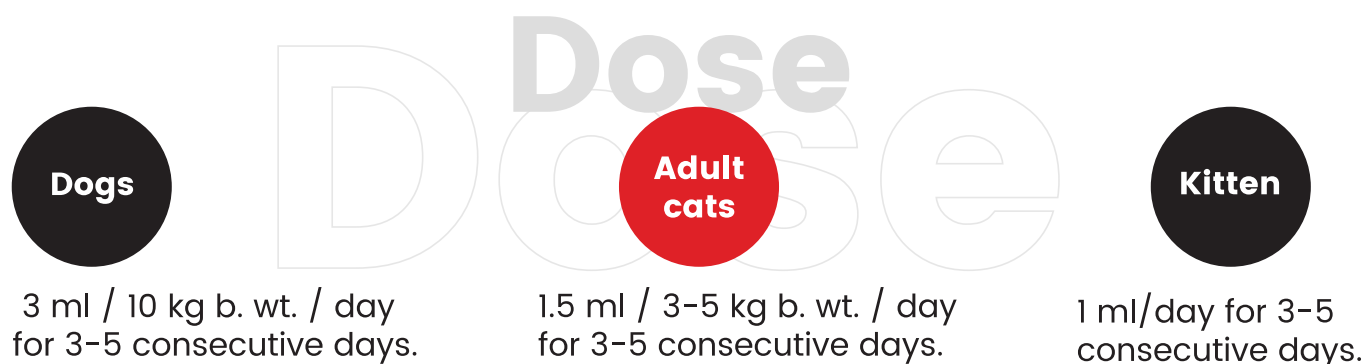 Dose
Dose
Dogs
Adult
cats
Kitten
3 ml / 10 kg b. wt. / day
for 3-5 consecutive days.
1.5 ml / 3-5 kg b. wt. / day
for 3-5 consecutive days.
1 ml/day for 3-5
consecutive days.